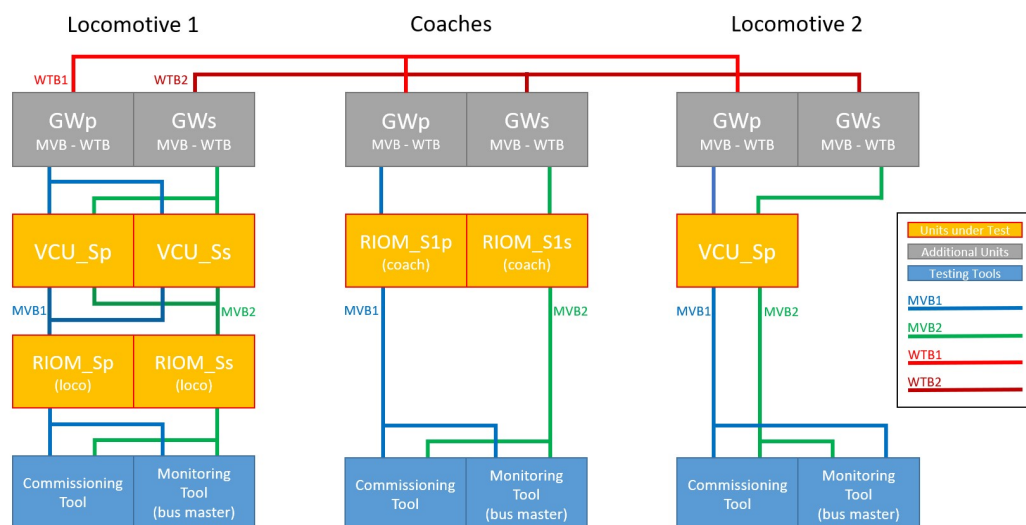 Locomotive 1
Coaches
Locomotive 2
WTB1
WTB2
GWp
MVB - WTB
GWs
MVB - WTB
GWp
MVB - WTB
GWs
MVB - WTB
GWp
MVB - WTB
GWs
MVB - WTB
VCU_Sp
VCU_Ss
RIOM_S1p
(coach)
RIOM_S1s
(coach)
VCU_Sp
MVB1
MVB2
MVB1
MVB2
MVB1
MVB2
RIOM_Sp
(loco)
RIOM_Ss
(loco)
Commissioning
Tool
Monitoring
Tool
(bus master)
Commissioning
Tool
Monitoring
Tool
(bus master)
Commissioning
Tool
Monitoring
Tool
(bus master)
Units under Test
Additional Units
Testing Tools
MVB1
MVB2
WTB1
WTB2